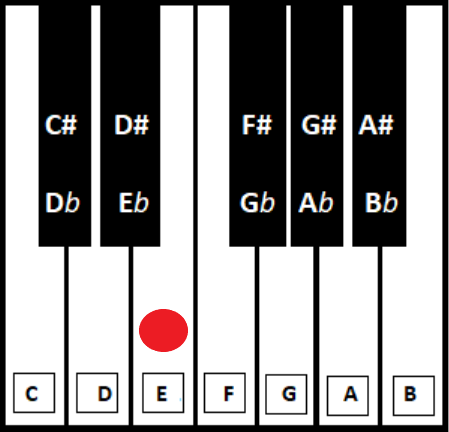 C# D# F# G# A#
Db Eb Gb Ab Bb
C D E F G A B